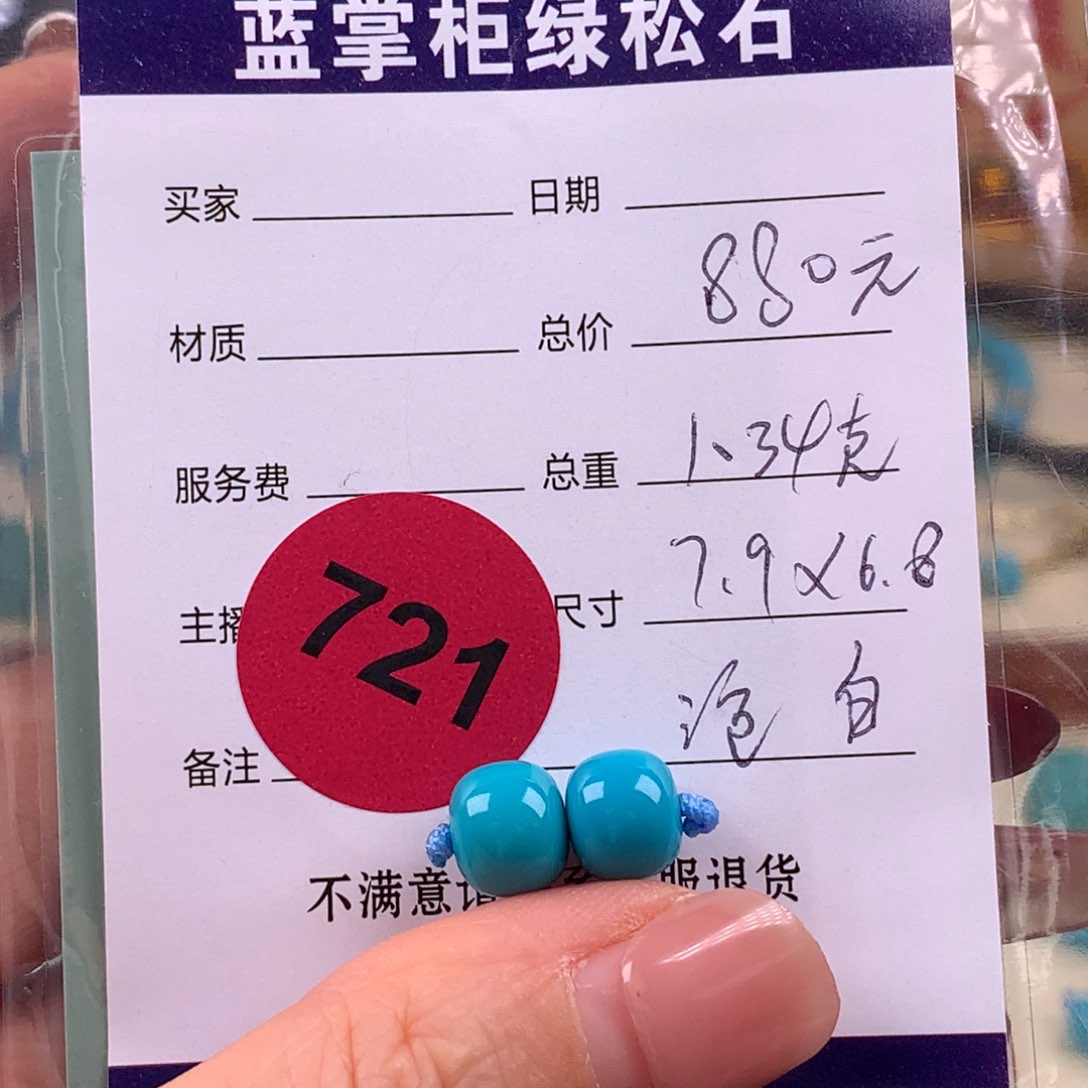 蓝掌柜绿松石
买家 日期
材质 总价 880元
服务费 总重 1.34克
主播 尺寸 7.9×6.8
721
备注
不满意请 服退货